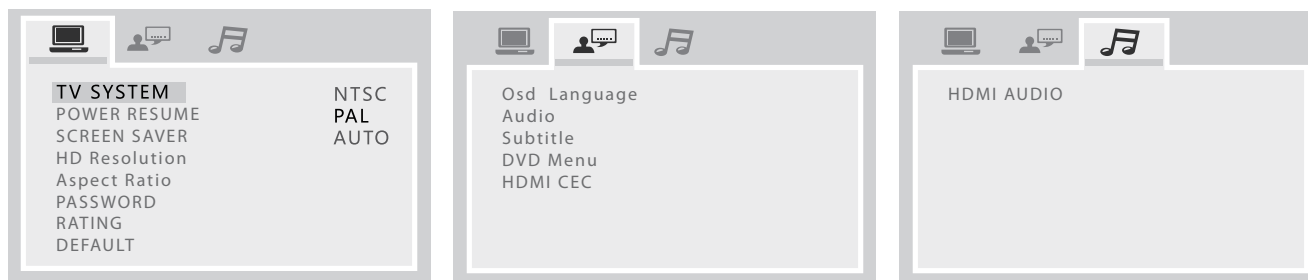 TV SYSTEM NTSC
POWER RESUME PAL
SCREEN SAVER AUTO
HD Resolution
Aspect Ratio
PASSWORD
RATING
DEFAULT
Osd Language
Audio
Subtitle
DVD Menu
HDMI CEC
HDMI AUDIO